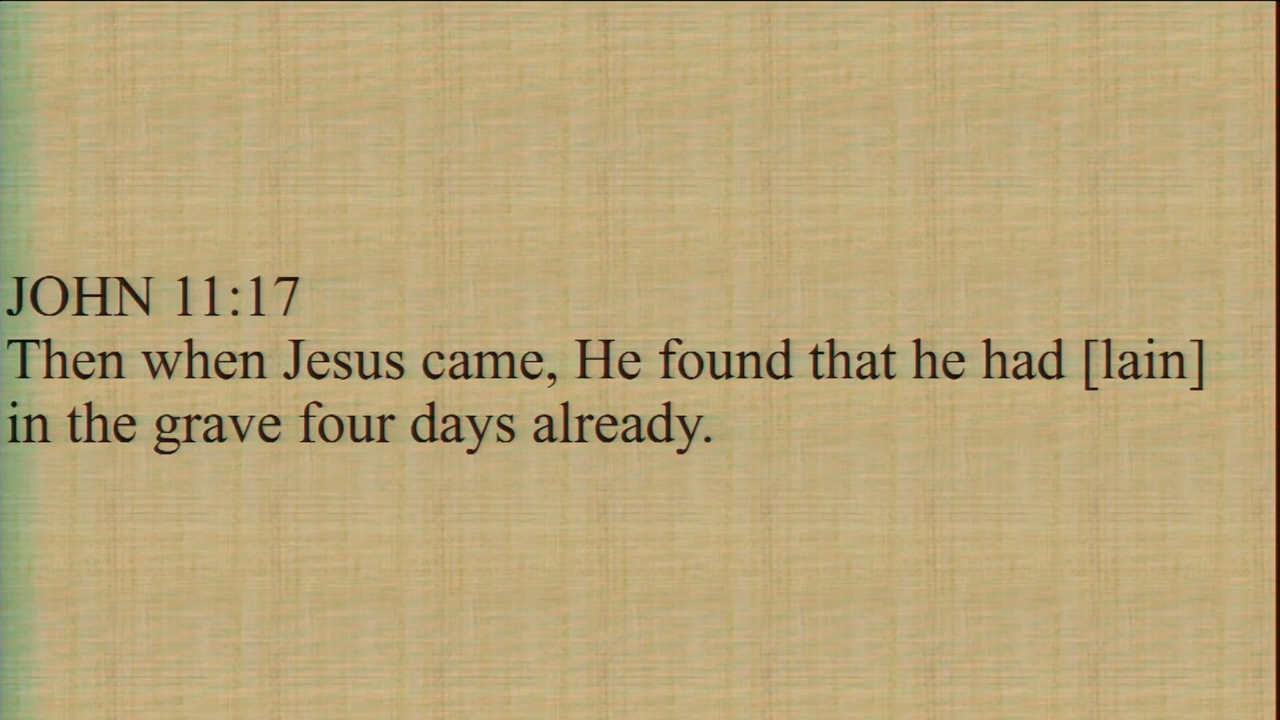 JOHN 11:17
Then when Jesus came, He found that he had [lain]
in the grave four days already.